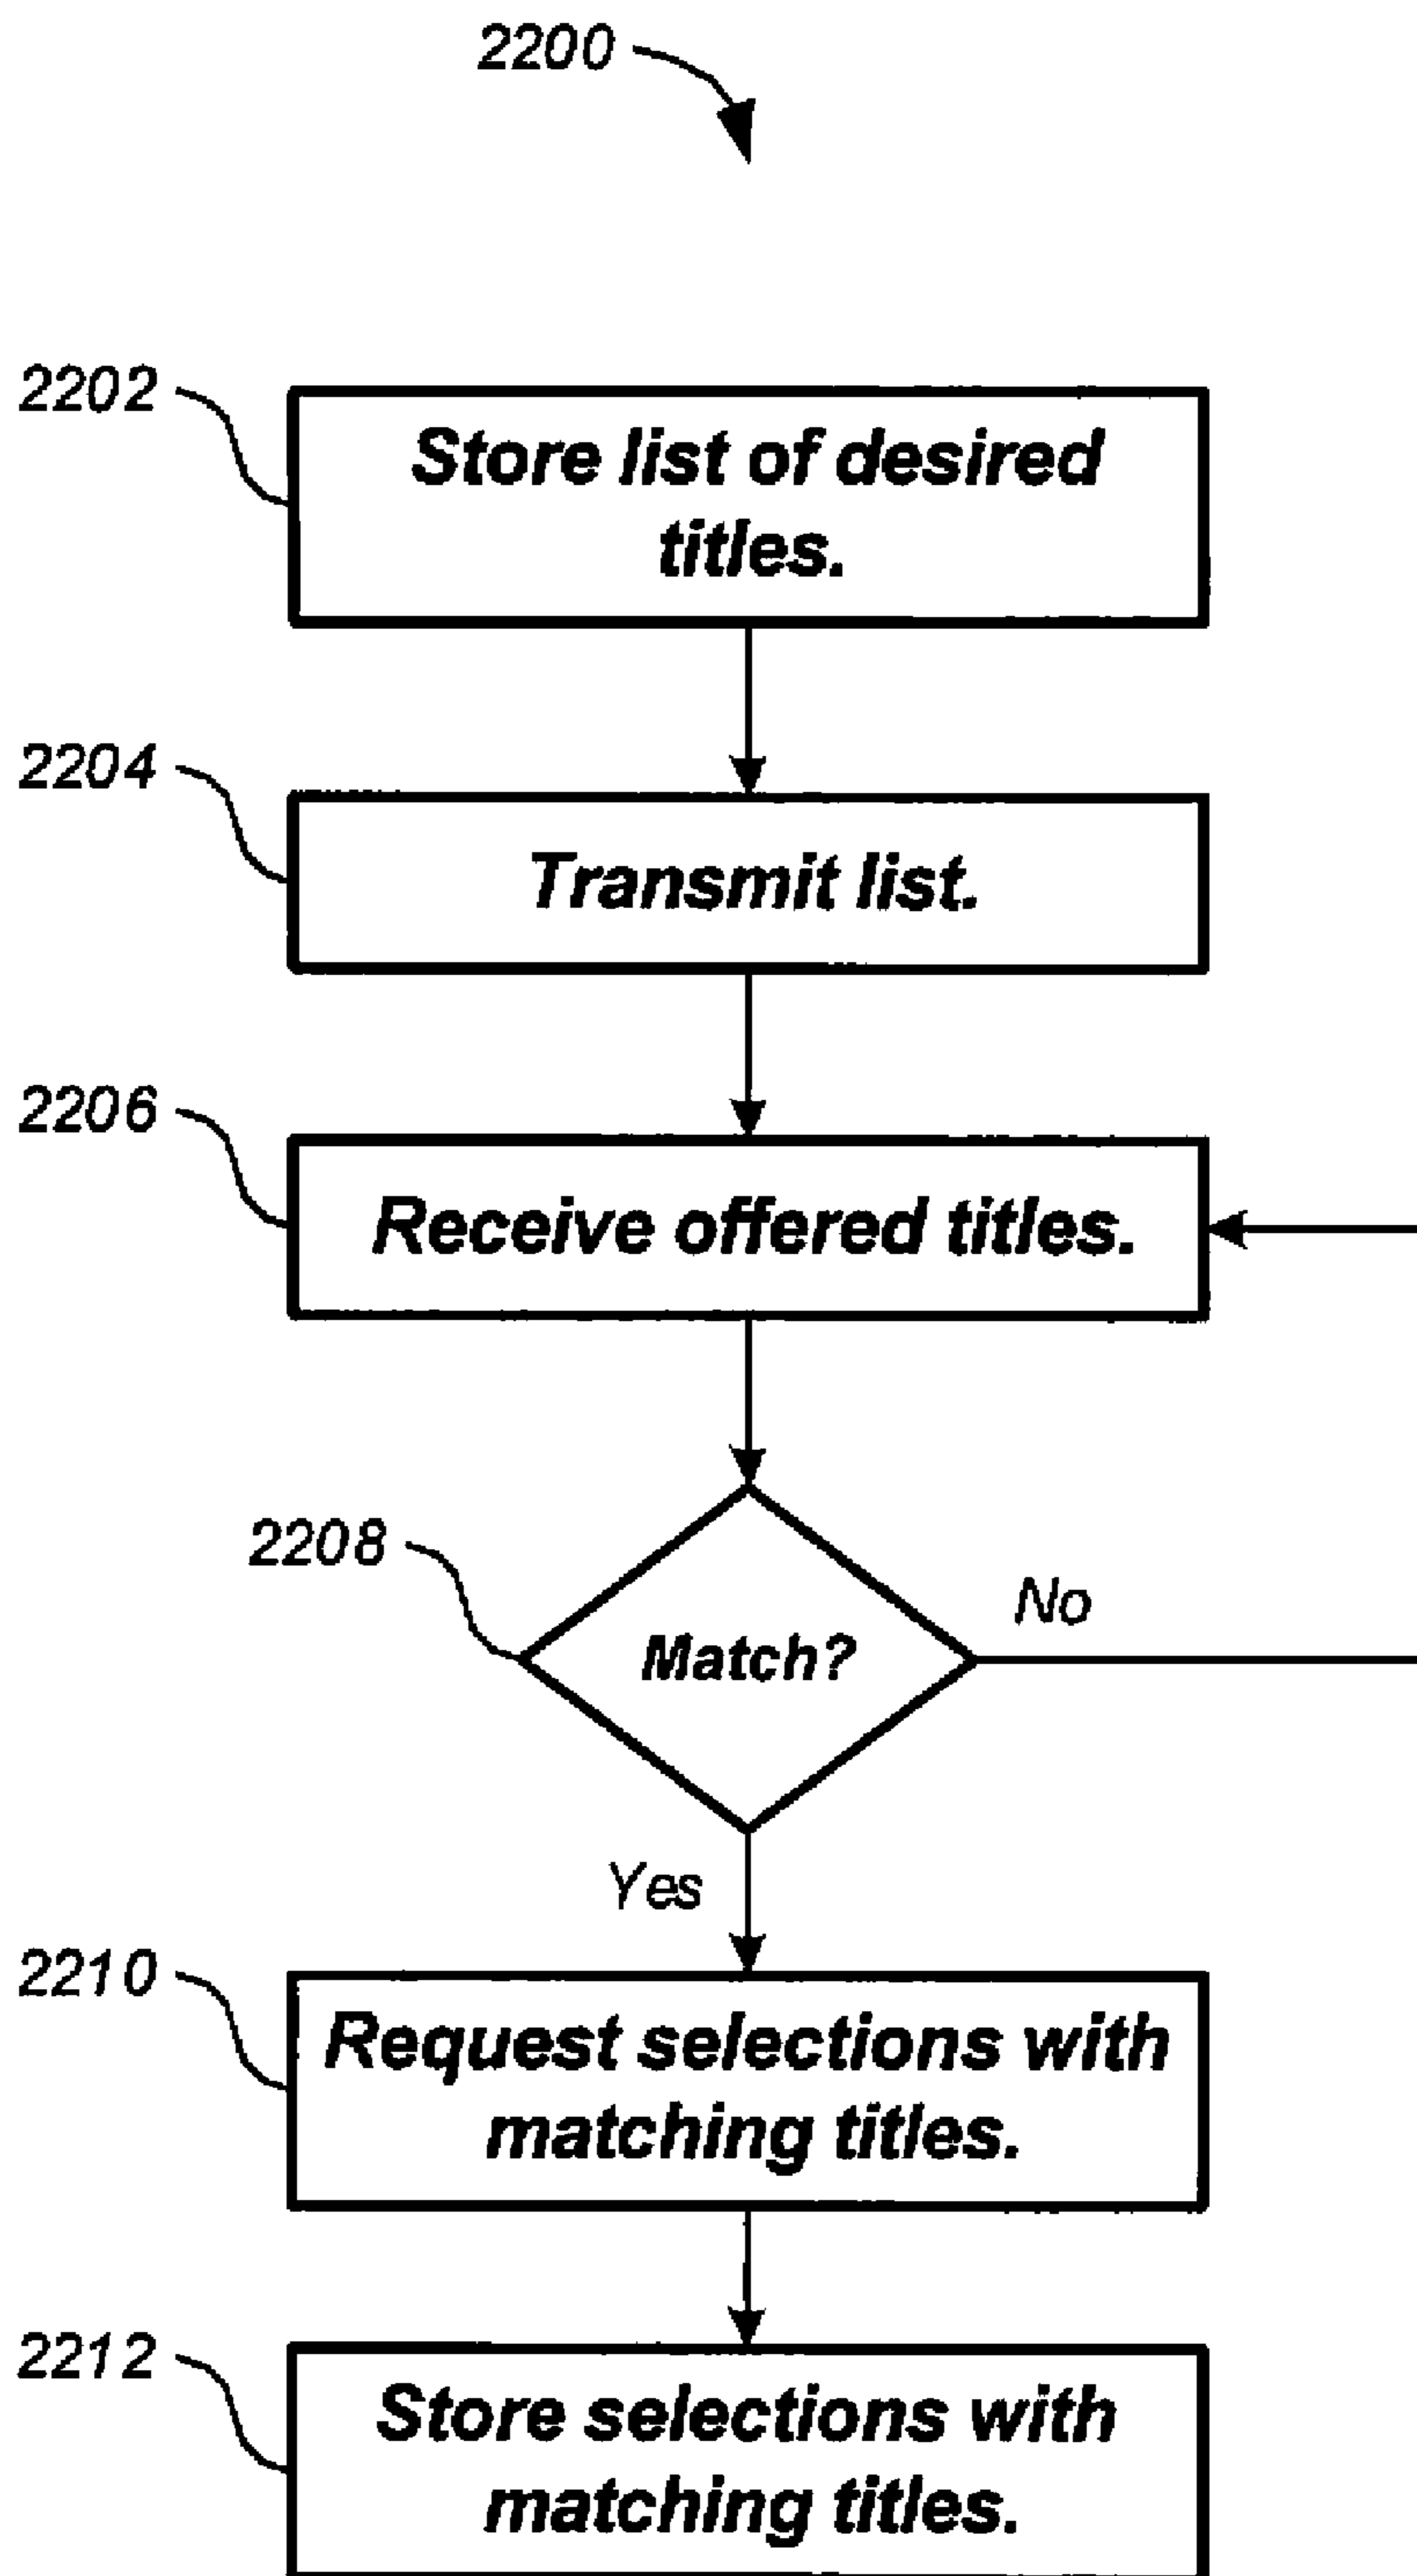 2200
2202
Store list of desired
titles.
2204
Transmit list.
2206
Receive offered titles.
2208
Match?
No
Yes
2210
Request selections with
matching titles.
2212
Store selections with
matching titles.